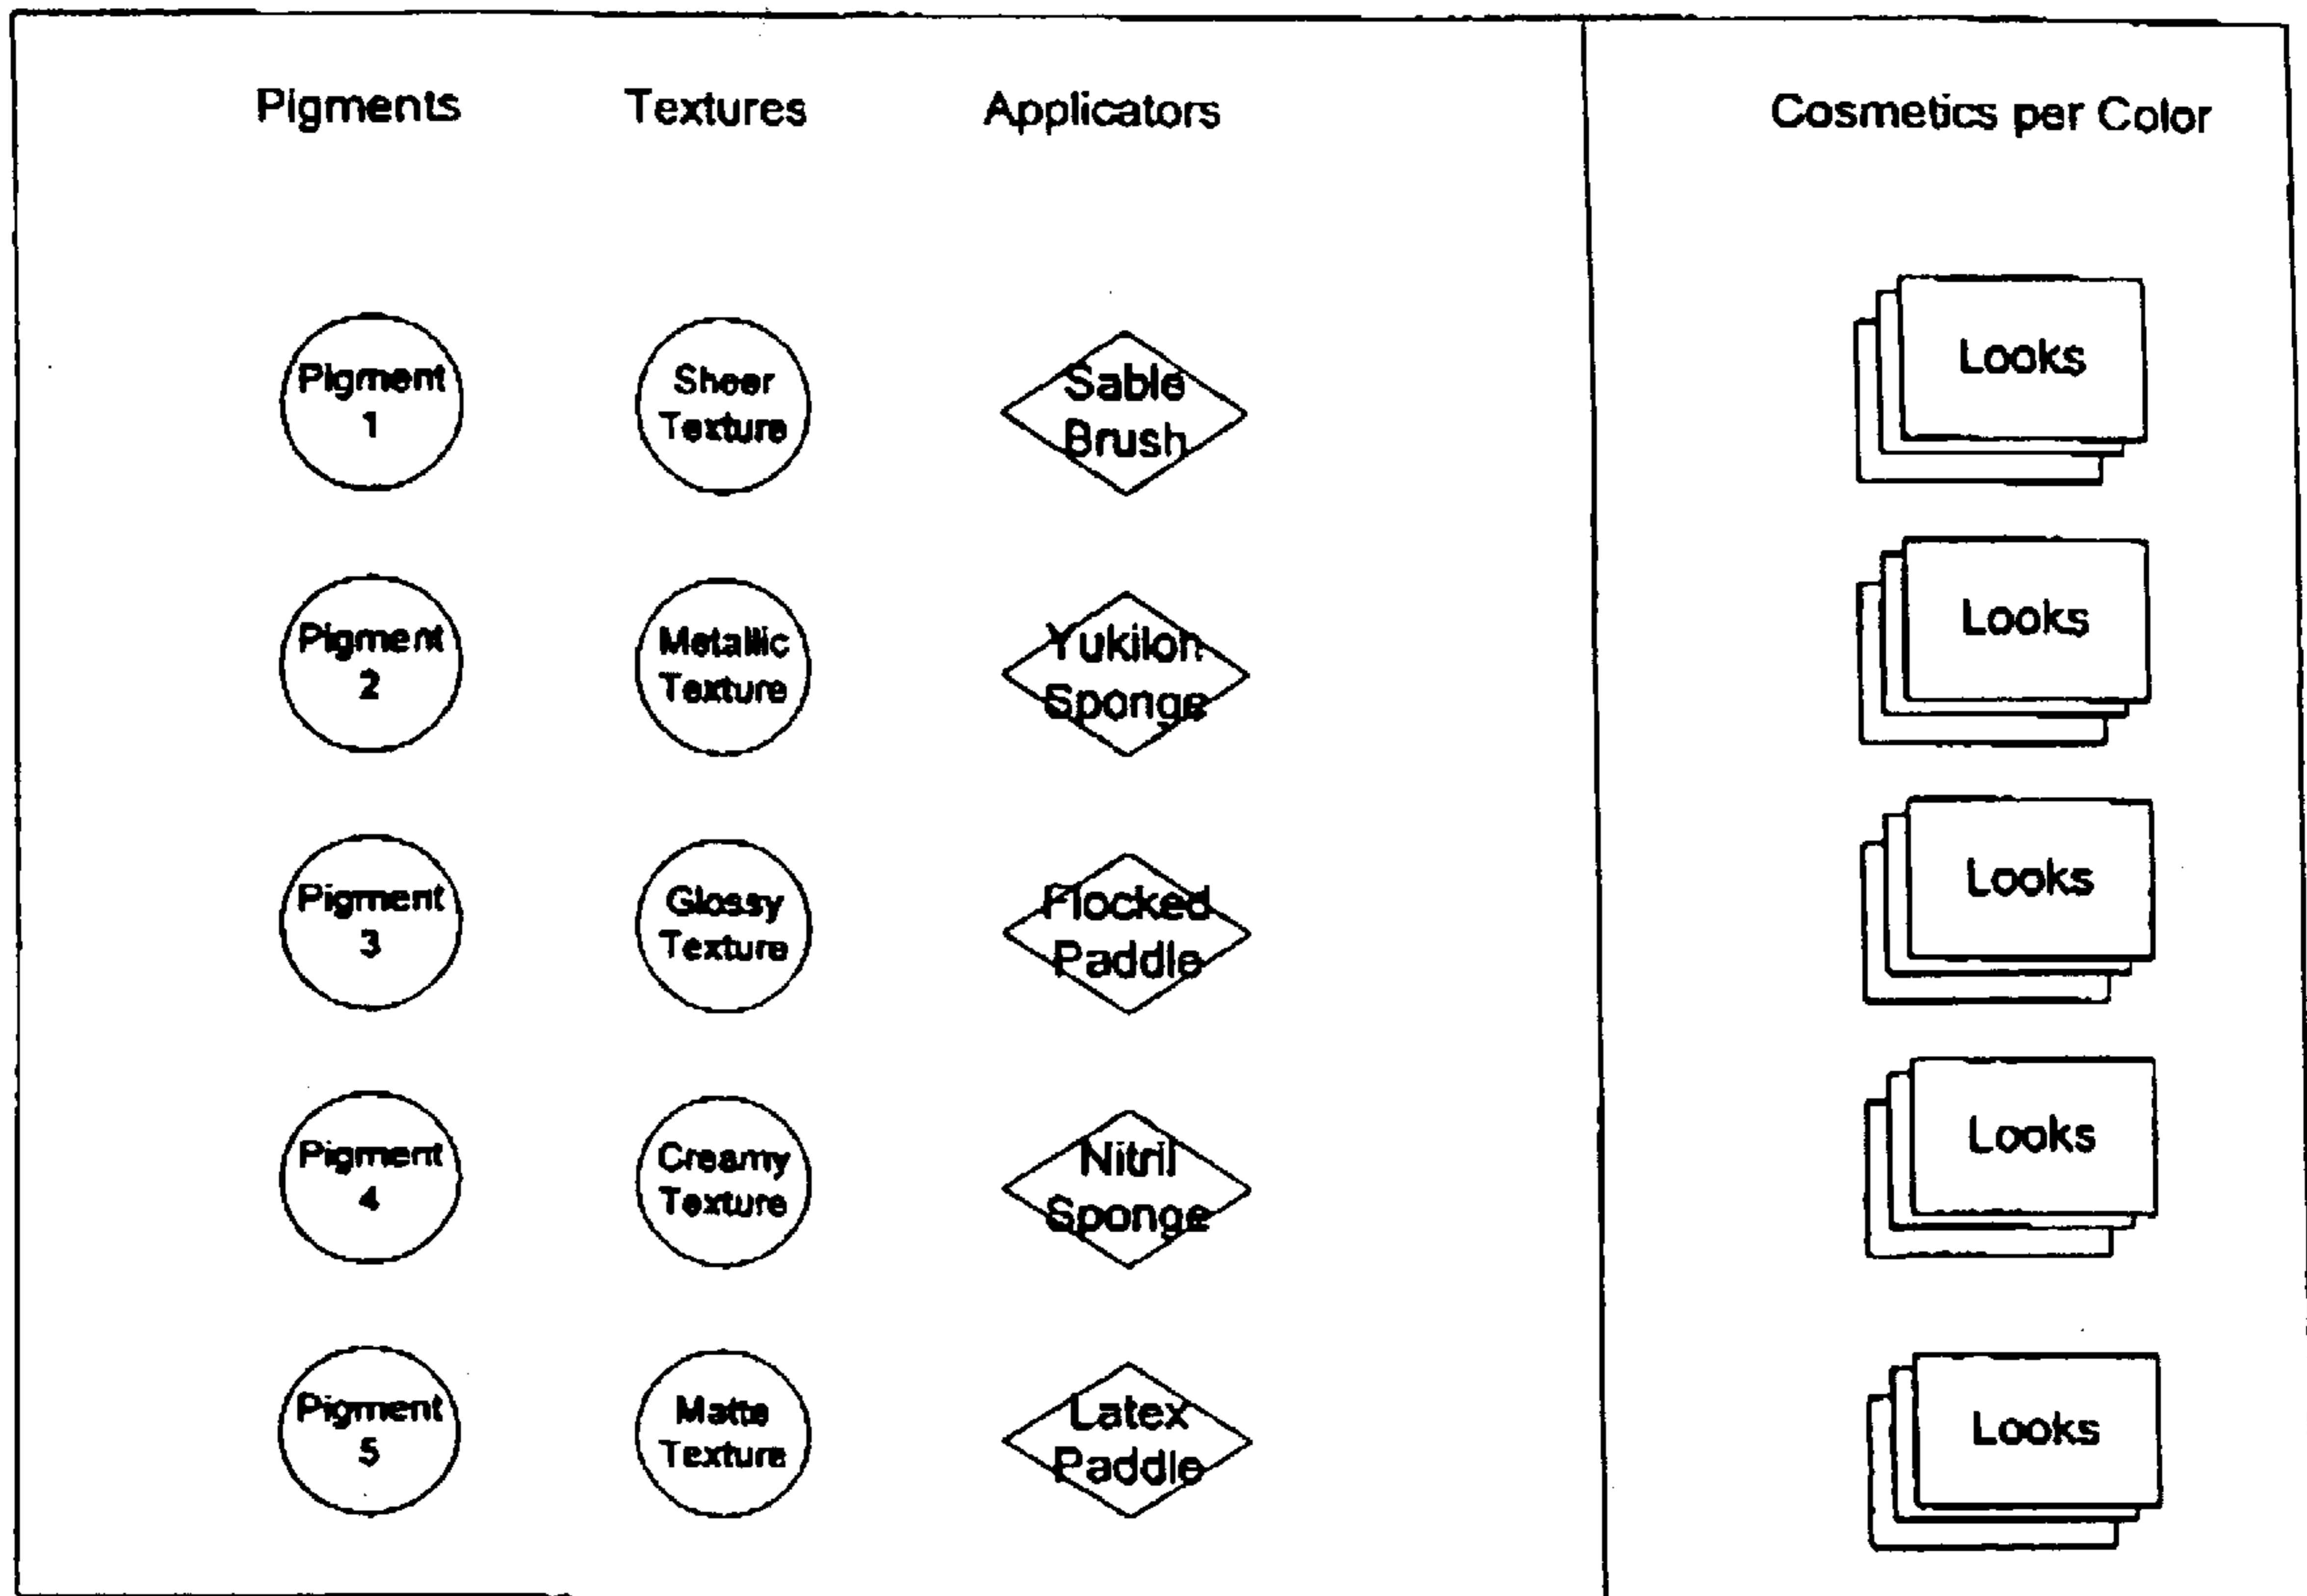 Pigments Textures Applicators Cosmetics per Color
Pigment
1
Sheer
Texture
Sable
Brush
Looks
Pigment
2
Metallic
Texture
Yukilon
Sponge
Looks
Pigment
3
Glossy
Texture
Flocked
Paddle
Looks
Pigment
4
Creamy
Texture
Nitril
Sponge
Looks
Pigment
5
Matte
Texture
Latex
Paddle
Looks